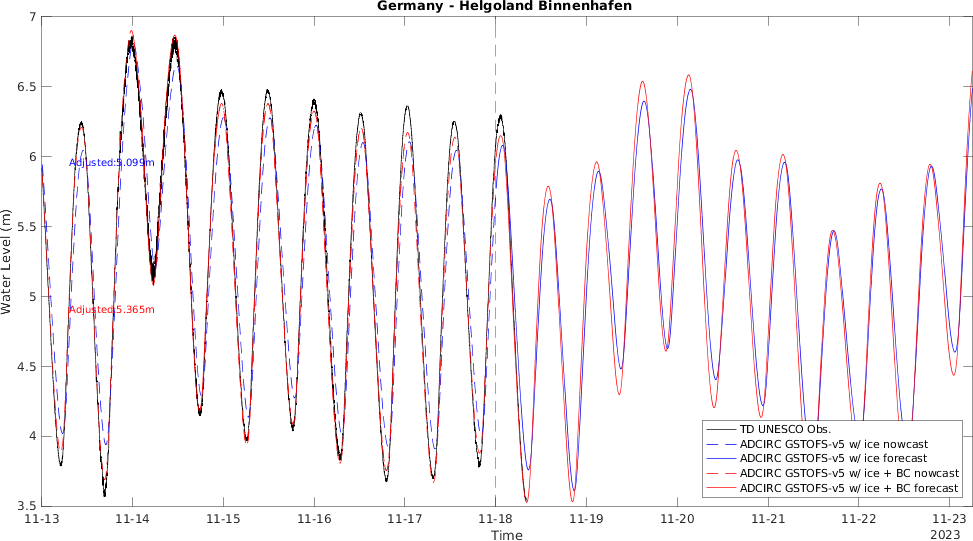 Germany - Helgoland Binnenhafen
7
6.5
6
5.5
5
4.5
4
3.5
Water Level (m)
Adjusted:5.099m
Adjusted:5.365m
TD UNESCO Obs.
ADCIRC GSTOFS-v5 w/ ice nowcast
ADCIRC GSTOFS-v5 w/ ice forecast
ADCIRC GSTOFS-v5 w/ ice + BC nowcast
ADCIRC GSTOFS-v5 w/ ice + BC forecast
11-13 11-14 11-15 11-16 11-17 11-18 11-19 11-20 11-21 11-22 11-23
Time 2023